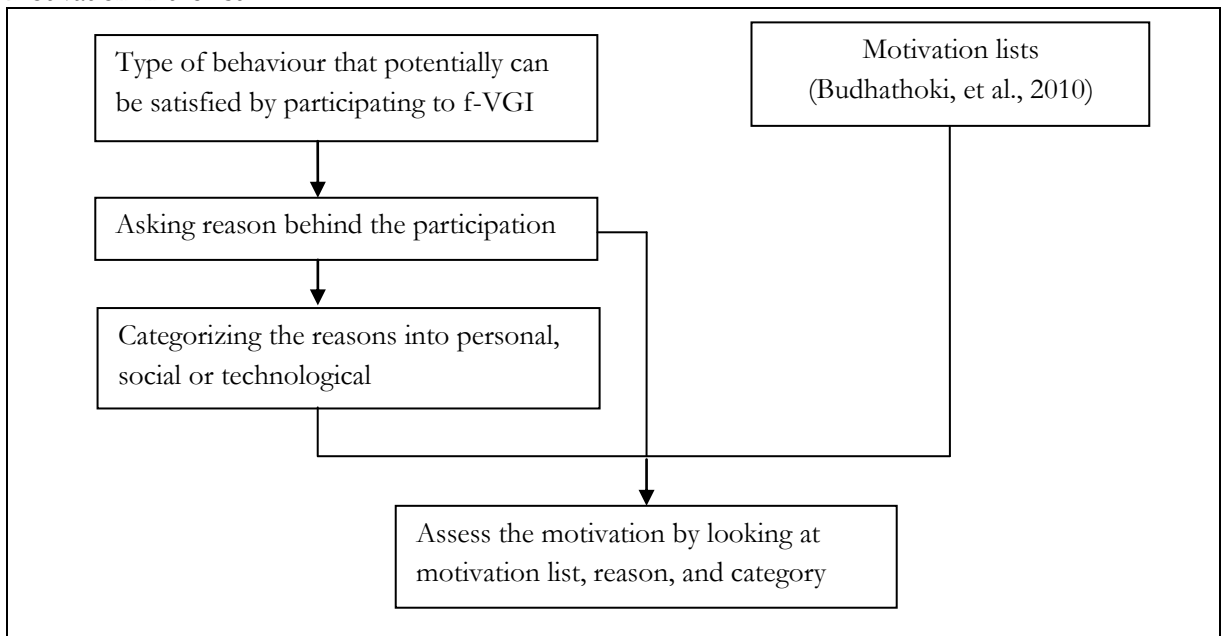 Type of behaviour that potentially can
be satisfied by participating to f-VGI
Motivation lists
(Budhathoki, et al., 2010)
Asking reason behind the participation
Categorizing the reasons into personal,
social or technological
Assess the motivation by looking at
motivation list, reason, and category